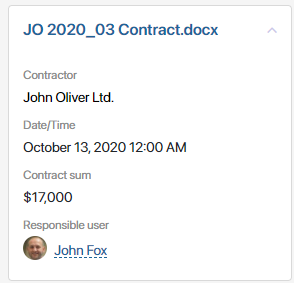 JO 2020_03 Contract.docx
Contractor
John Oliver Ltd.
Date/Time
October 13, 2020 12:00 AM
Contract sum
$17,000
Responsible user
John Fox